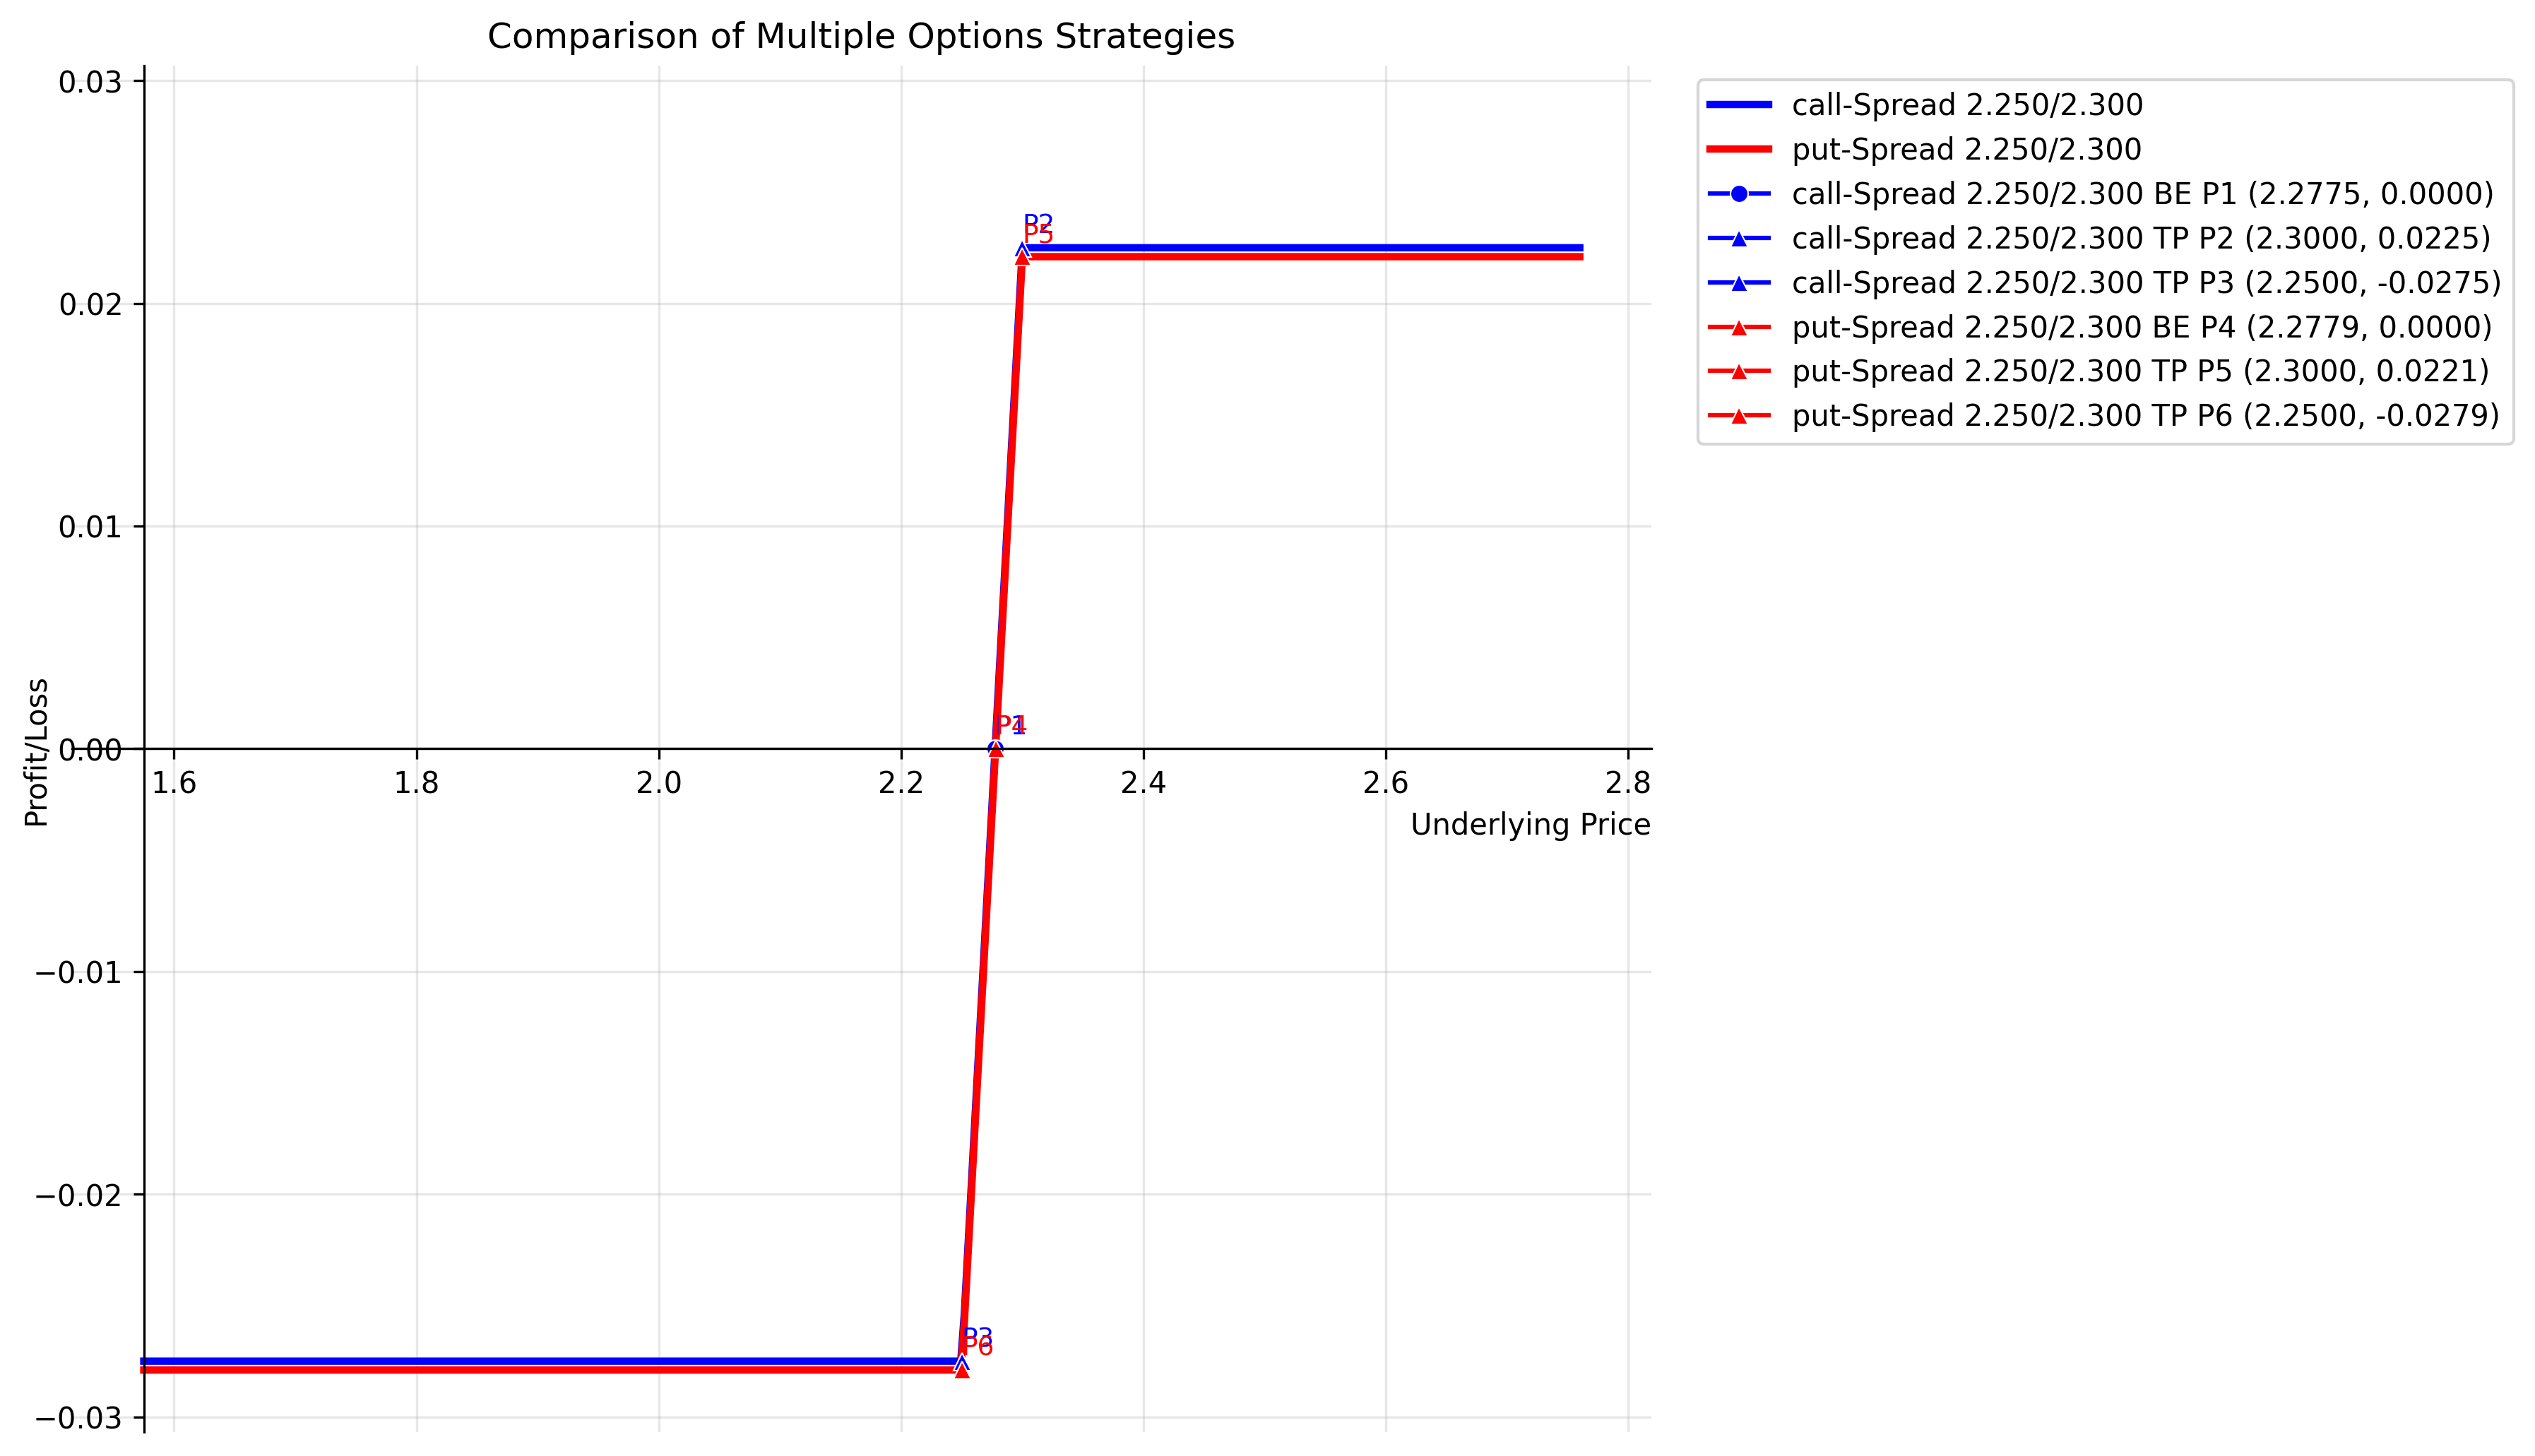 Comparison of Multiple Options Strategies
0.03
0.02
0.01
0.00
−0.01
−0.02
−0.03
Profit/Loss
1.6 1.8 2.0 2.2 2.4 2.6 2.8
Underlying Price
P2
P5
P1
P4
P3
P6
call-Spread 2.250/2.300
put-Spread 2.250/2.300
call-Spread 2.250/2.300 BE P1 (2.2775, 0.0000)
call-Spread 2.250/2.300 TP P2 (2.3000, 0.0225)
call-Spread 2.250/2.300 TP P3 (2.2500, -0.0275)
put-Spread 2.250/2.300 BE P4 (2.2779, 0.0000)
put-Spread 2.250/2.300 TP P5 (2.3000, 0.0221)
put-Spread 2.250/2.300 TP P6 (2.2500, -0.0279)